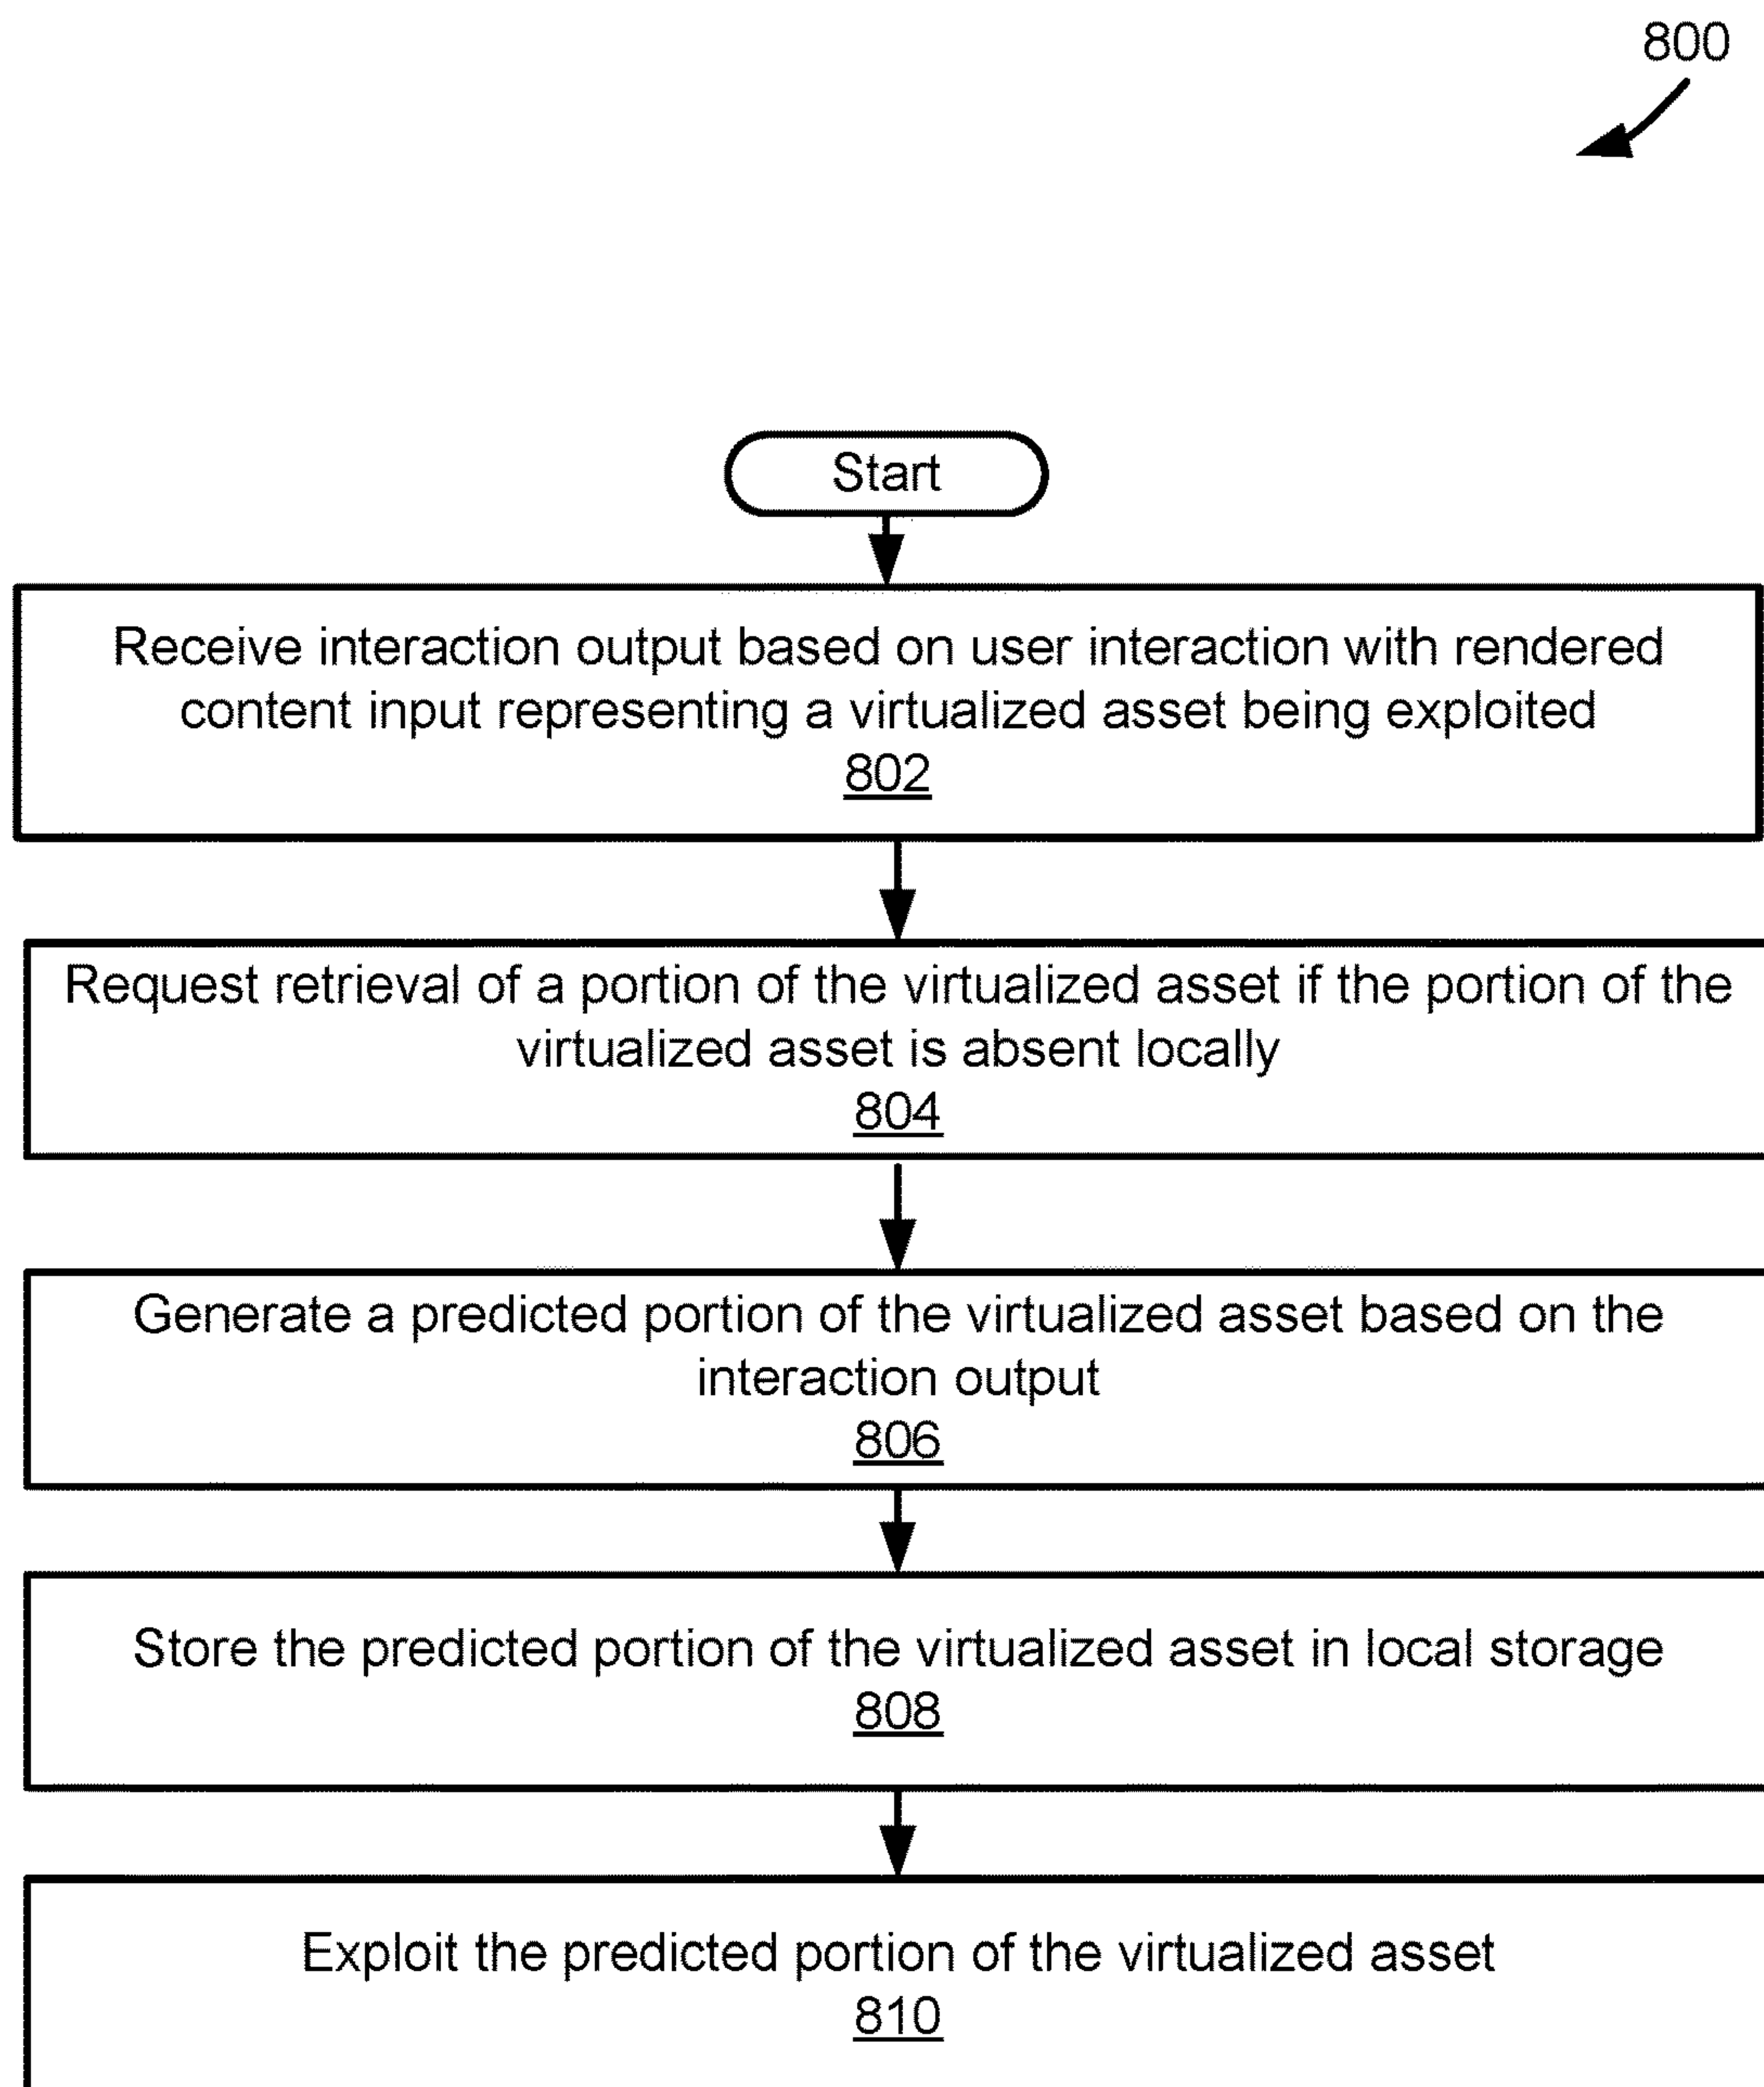 800
Start
Receive interaction output based on user interaction with rendered
content input representing a virtualized asset being exploited
802
Request retrieval of a portion of the virtualized asset if the portion of the
virtualized asset is absent locally
804
Generate a predicted portion of the virtualized asset based on the
interaction output
806
Store the predicted portion of the virtualized asset in local storage
808
Exploit the predicted portion of the virtualized asset
810